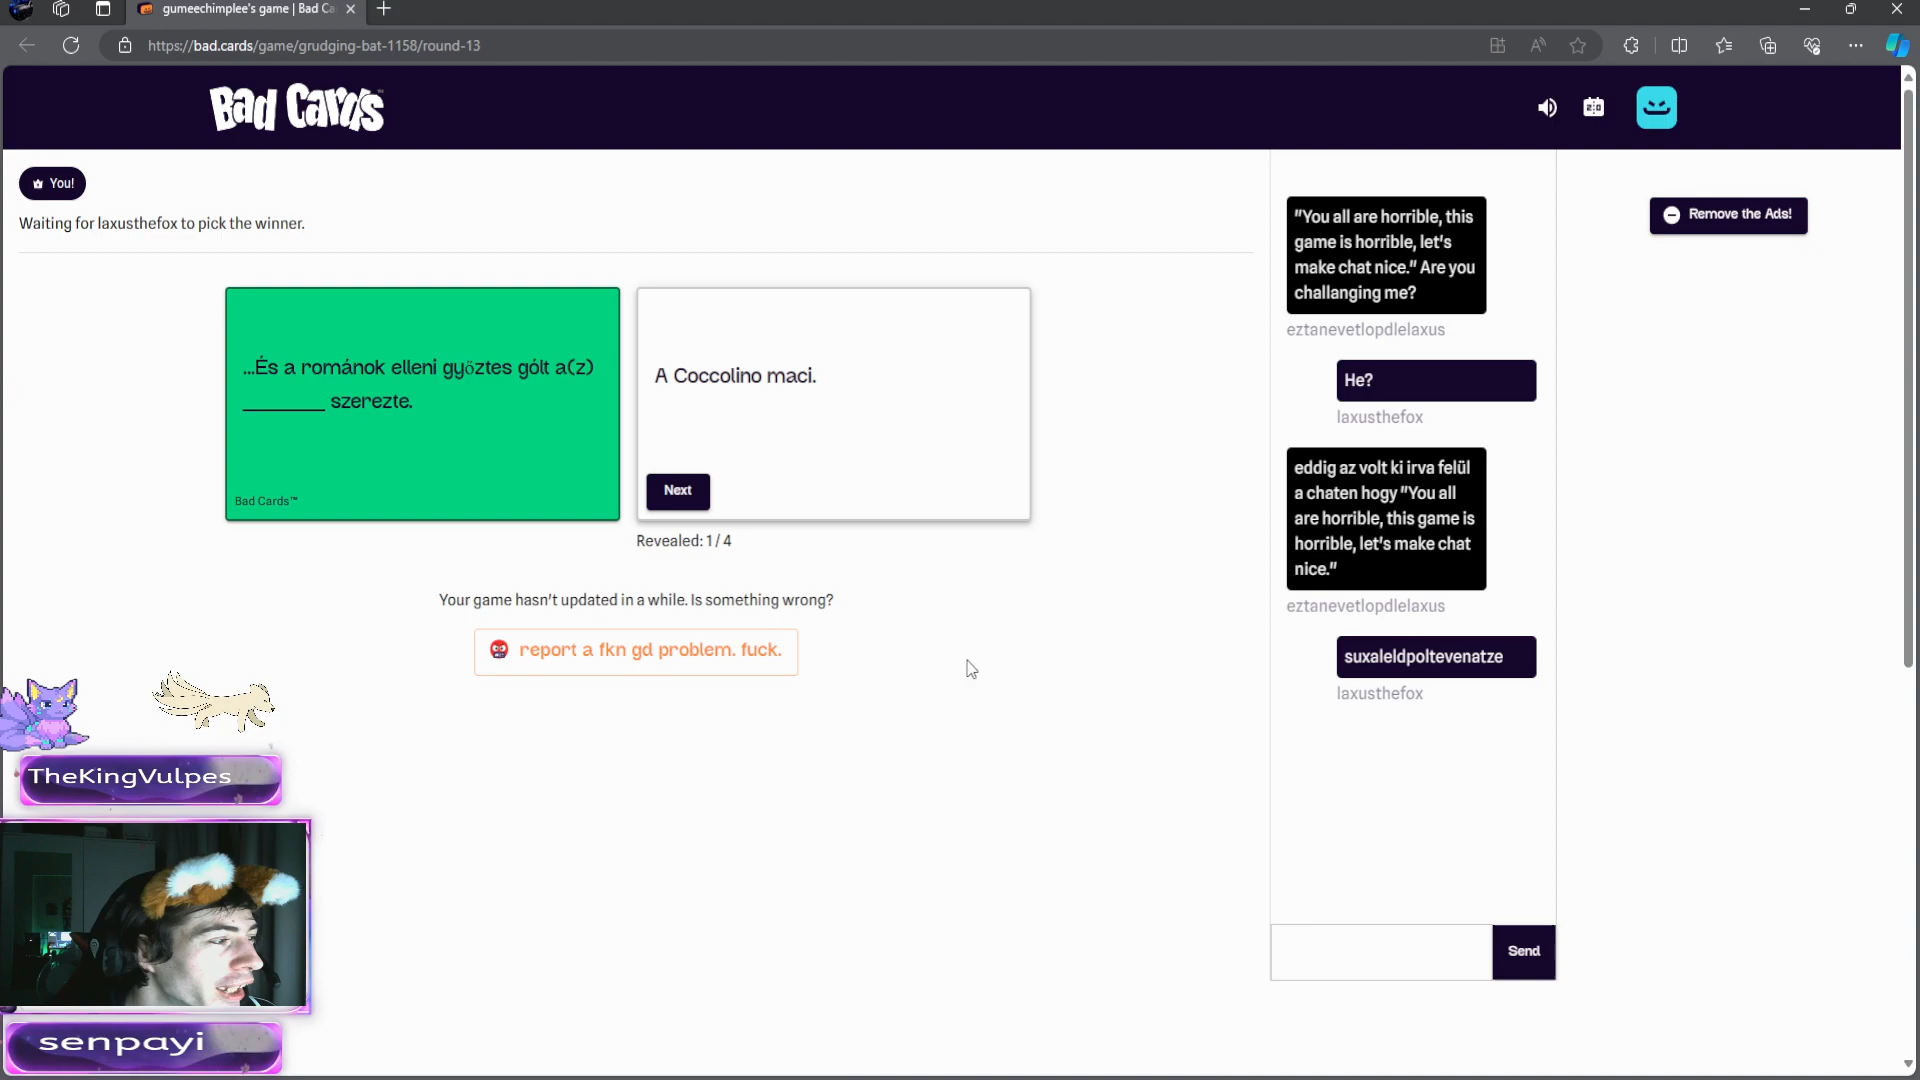 gumeechimplee's game | Bad Ca
https://bad.cards/game/grudging-bat-1158/round-13
Bad Cards
You!
Waiting for laxusthefox to pick the winner.
...És a románok elleni győztes gólt a(z)
________ szerezte.
Bad Cards™
A Coccolino maci.
Next
Revealed: 1 / 4
Your game hasn't updated in a while. Is something wrong?
report a fkn gd problem. fuck.
"You all are horrible, this
game is horrible, let's
make chat nice." Are you
challanging me?
eztanevetlopdlelaxus
He?
laxusthefox
eddig az volt ki irva felül
a chaten hogy "You all
are horrible, this game is
horrible, let's make chat
nice."
eztanevetlopdlelaxus
suxaleldpoltevenatze
laxusthefox
Send
Remove the Ads!
TheKingVulpes
senpayi